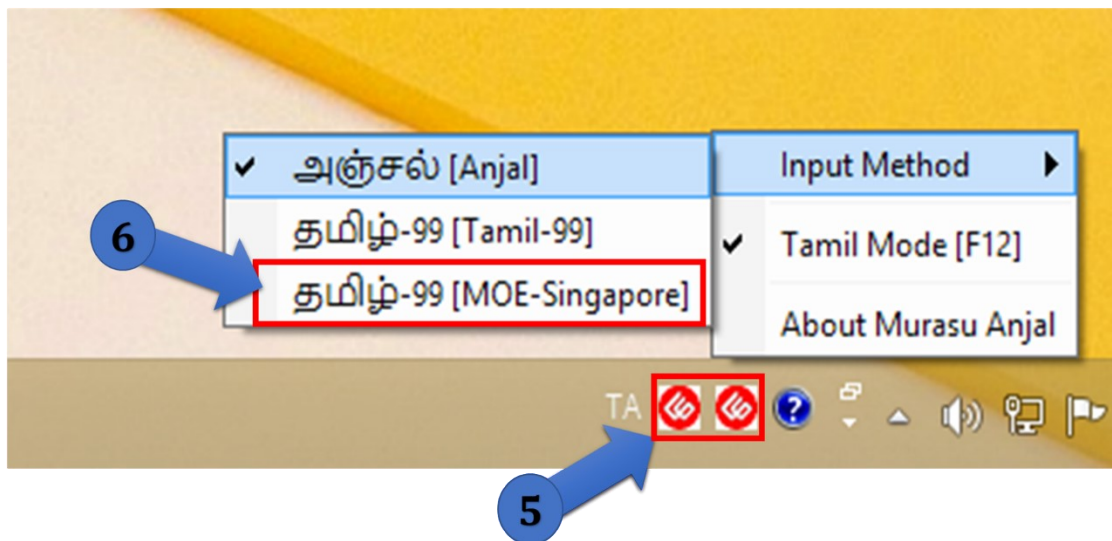 அஞ்சல் [Anjal]
தமிழ்-99 [Tamil-99]
தமிழ்-99 [MOE-Singapore]
Input Method
Tamil Mode [F12]
About Murasu Anjal
6
TA
5